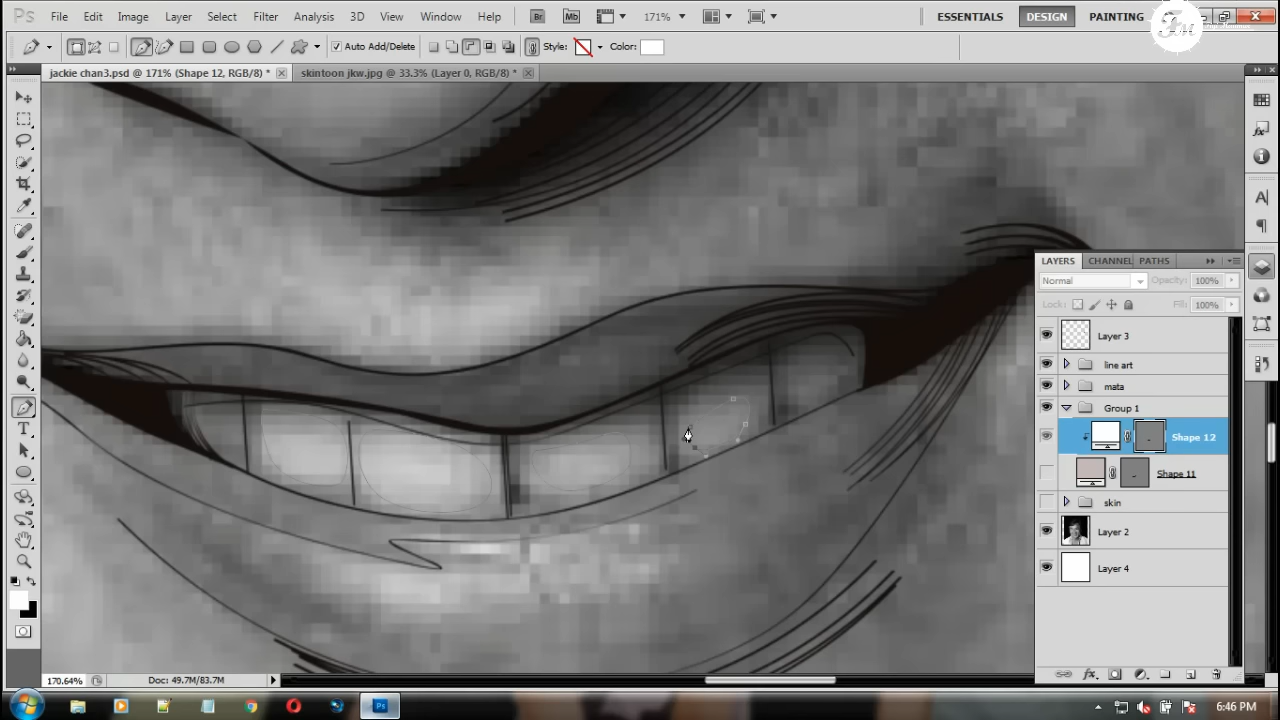 Ps File Edit Image Layer Select Filter Analysis 3D View Window Help Br Mb 171% ESSENTIALS DESIGN PAINTING
Auto Add/Delete Style: Color:
jackie chan3.psd @ 171% (Shape 12, RGB/8) * skintoon jkw.jpg @ 33.3% (Layer 0, RGB/8) *
LAYERS CHANNEL PATHS
Normal Opacity: 100%
Lock: Fill: 100%
Layer 3
line art
mata
Group 1
Shape 12
Shape 11
skin
Layer 2
Layer 4
170.64% Doc: 49.7M/83.7M
Ps 6:46 PM